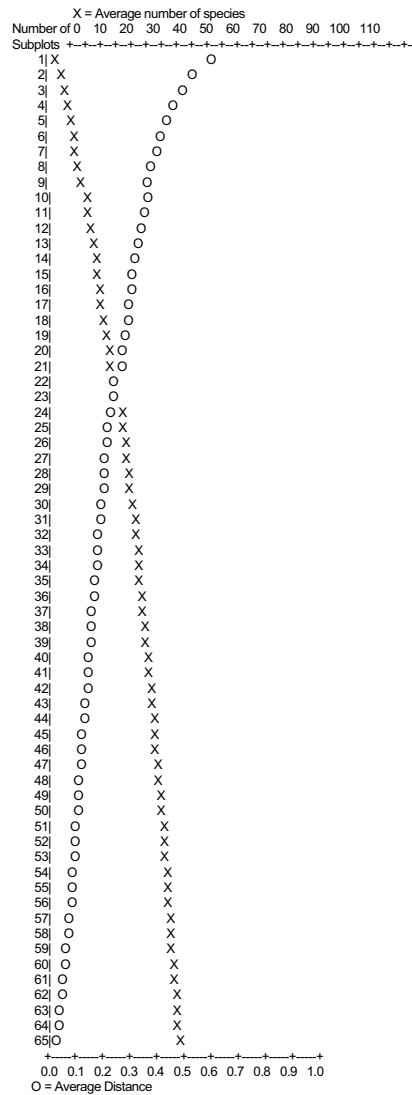 X = Average number of species
Number of 0 10 20 30 40 50 60 70 80 90 100 110
Subplots +--+---+---+---+---+---+---+---+---+---+---+---+---+-
1| X O
2| X O
3| X O
4| X O
5| X O
6| X O
7| X O
8| X O
9| X O
10| X O
11| X O
12| X O
13| X O
14| X O
15| X O
16| X O
17| X O
18| X O
19| X O
20| X O
21| X O
22| O
23| O
24| O X
25| O X
26| O X
27| O X
28| O X
29| O X
30| O X
31| O X
32| O X
33| O X
34| O X
35| O X
36| O X
37| O X
38| O X
39| O X
40| O X
41| O X
42| O X
43| O X
44| O X
45| O X
46| O X
47| O X
48| O X
49| O X
50| O X
51| O X
52| O X
53| O X
54| O X
55| O X
56| O X
57| O X
58| O X
59| O X
60| O X
61| O X
62| O X
63| O X
64| O X
65| O X
+-----+-----+-----+-----+-----+-----+-----+-----+-----+-----+
0.0 0.1 0.2 0.3 0.4 0.5 0.6 0.7 0.8 0.9 1.0
O = Average Distance